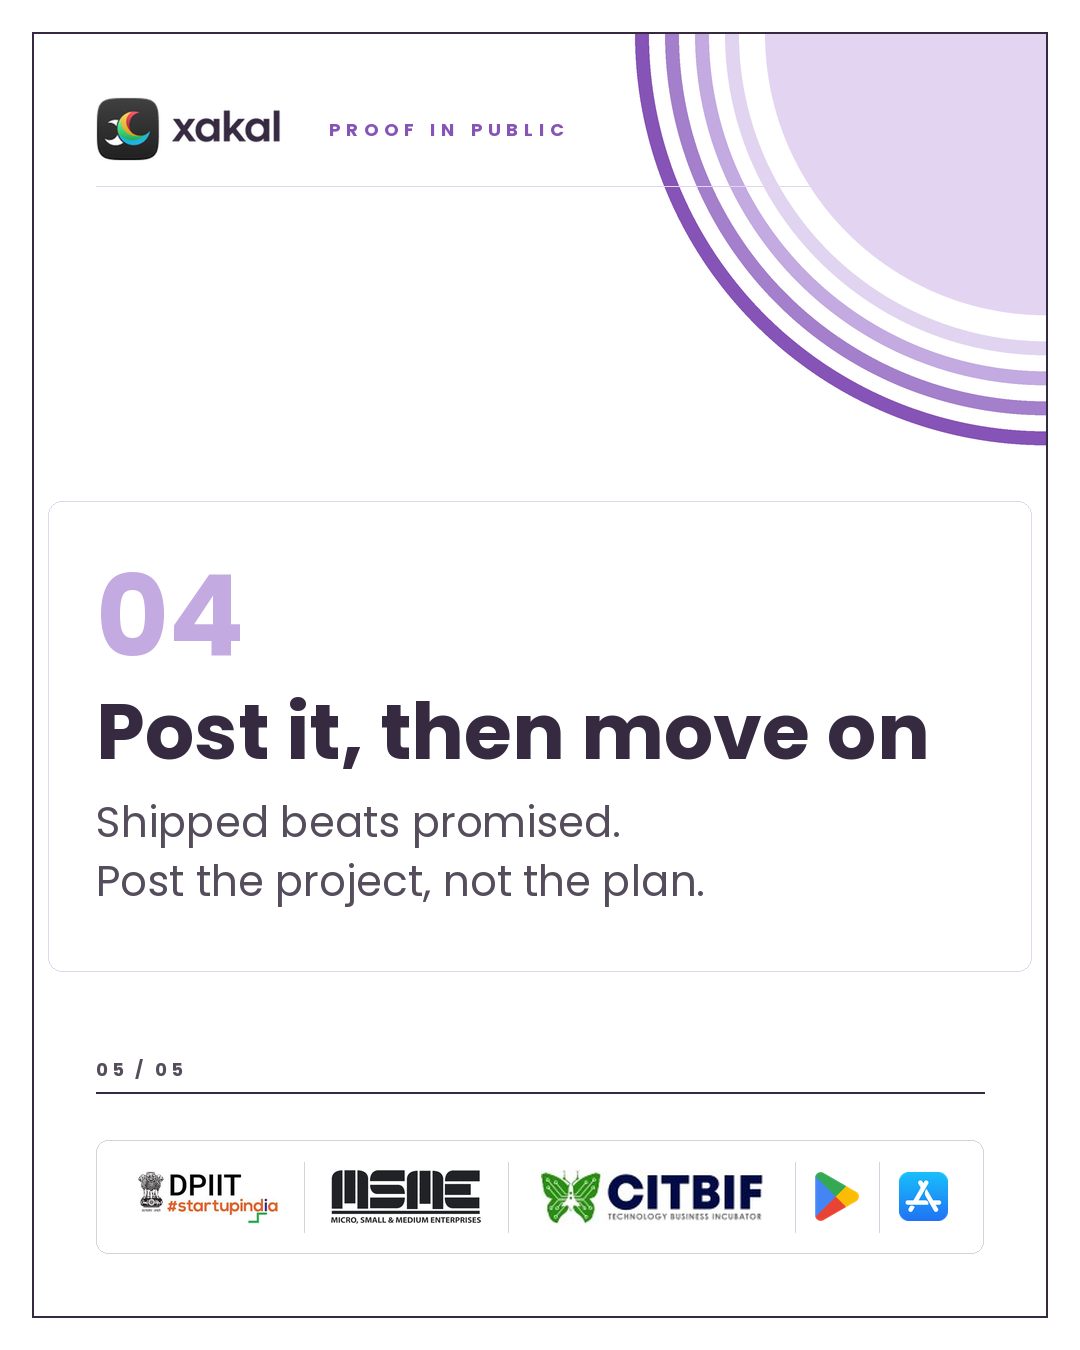 xakal
PROOF IN PUBLIC
04
Post it, then move on
Shipped beats promised.
Post the project, not the plan.
05 / 05
DPIIT
#startupindia
MSME
MICRO, SMALL & MEDIUM ENTERPRISES
CITBIF
TECHNOLOGY BUSINESS INCUBATOR